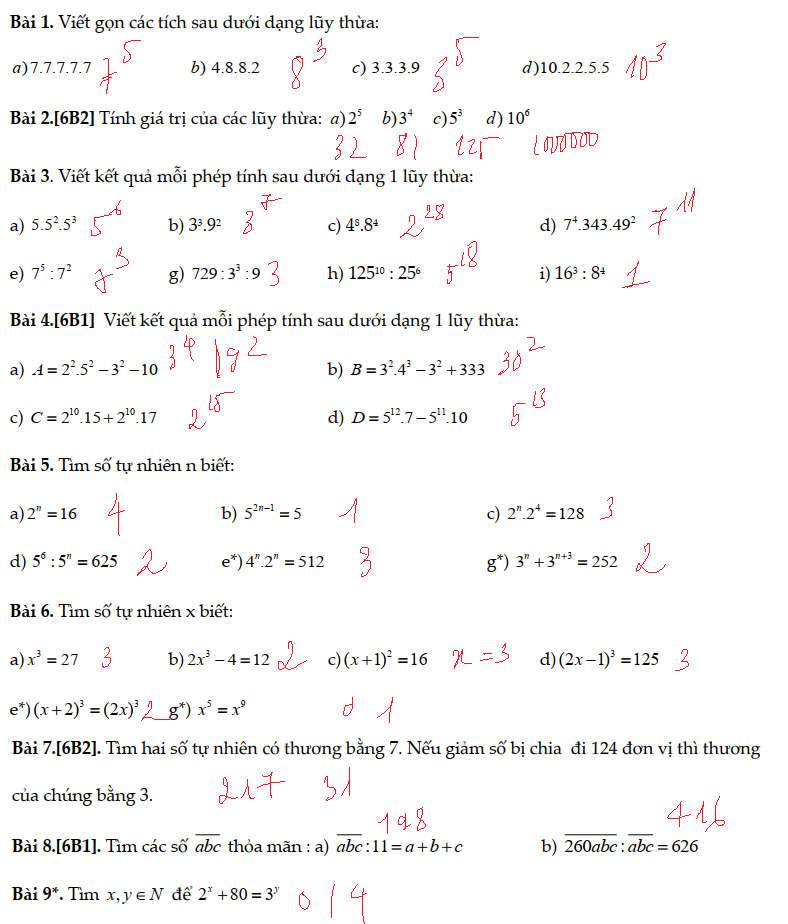 Bài 1. Viết gọn các tích sau dưới dạng lũy thừa:
a) 7.7.7.7.7 7^5 b) 4.8.8.2 8^3 c) 3.3.3.9 3^5 d) 10.2.2.5.5 10^3
Bài 2.[6B2] Tính giá trị của các lũy thừa: a) 2^5 b) 3^4 c) 5^3 d) 10^6
32 81 125 1000000
Bài 3. Viết kết quả mỗi phép tính sau dưới dạng 1 lũy thừa:
a) 5.5^2.5^3 5^6 b) 3^3.9^2 3^7 c) 4^8.8^4 2^28 d) 7^4.343.49^2 7^11
e) 7^5 : 7^2 7^3 g) 729 : 3^3 : 9 3 h) 125^10 : 25^6 5^18 i) 16^3 : 8^4 1
Bài 4.[6B1] Viết kết quả mỗi phép tính sau dưới dạng 1 lũy thừa:
a) A = 2^2.5^2 − 3^2 − 10 3^4 | 9^2 b) B = 3^2.4^3 − 3^2 + 333 30^2
c) C = 2^10.15 + 2^10.17 2^15 d) D = 5^12.7 − 5^11.10 5^13
Bài 5. Tìm số tự nhiên n biết:
a) 2^n = 16 4 b) 5^(2n−1) = 5 1 c) 2^n.2^4 = 128 3
d) 5^6 : 5^n = 625 2 e*) 4^n.2^n = 512 3 g*) 3^n + 3^(n+3) = 252 2
Bài 6. Tìm số tự nhiên x biết:
a) x^3 = 27 3 b) 2x^3 − 4 = 12 2 c) (x+1)^2 = 16 x = 3 d) (2x−1)^3 = 125 3
e*) (x+2)^3 = (2x)^3 2 g*) x^5 = x^9 0 1
Bài 7.[6B2]. Tìm hai số tự nhiên có thương bằng 7. Nếu giảm số bị chia đi 124 đơn vị thì thương
của chúng bằng 3. 217 31
198 416
Bài 8.[6B1]. Tìm các số abc thỏa mãn : a) abc : 11 = a + b + c b) 260abc : abc = 626
Bài 9*. Tìm x, y ∈ N để 2^x + 80 = 3^y 0 | 4